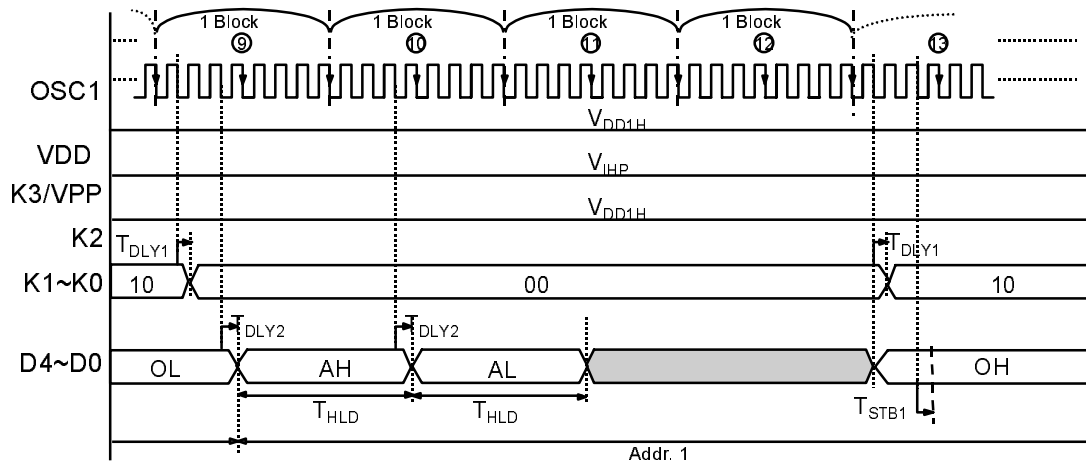 1 Block 1 Block 1 Block 1 Block
9 10 11 12 13
OSC1
VDD1H
VDD
VIHP
K3/VPP
VDD1H
K2
TDLY1 TDLY1
K1~K0 10 00 10
TDLY2 TDLY2
D4~D0 OL AH AL OH
THLD THLD TSTB1
Addr. 1